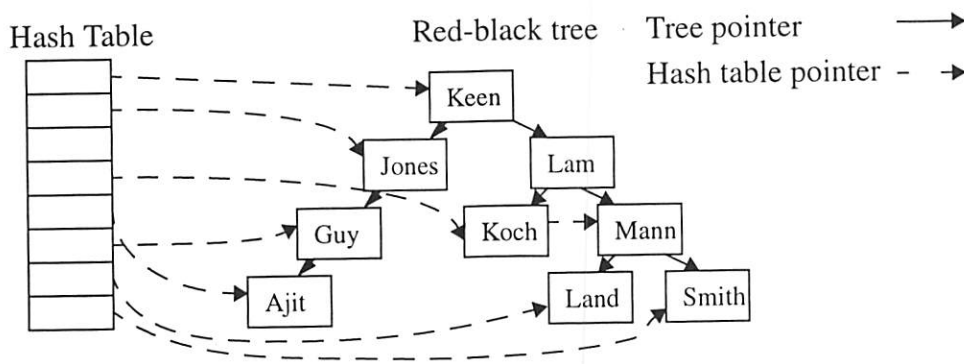 Hash Table
Red-black tree
Tree pointer
Hash table pointer
Keen
Jones
Lam
Guy
Koch
Mann
Ajit
Land
Smith